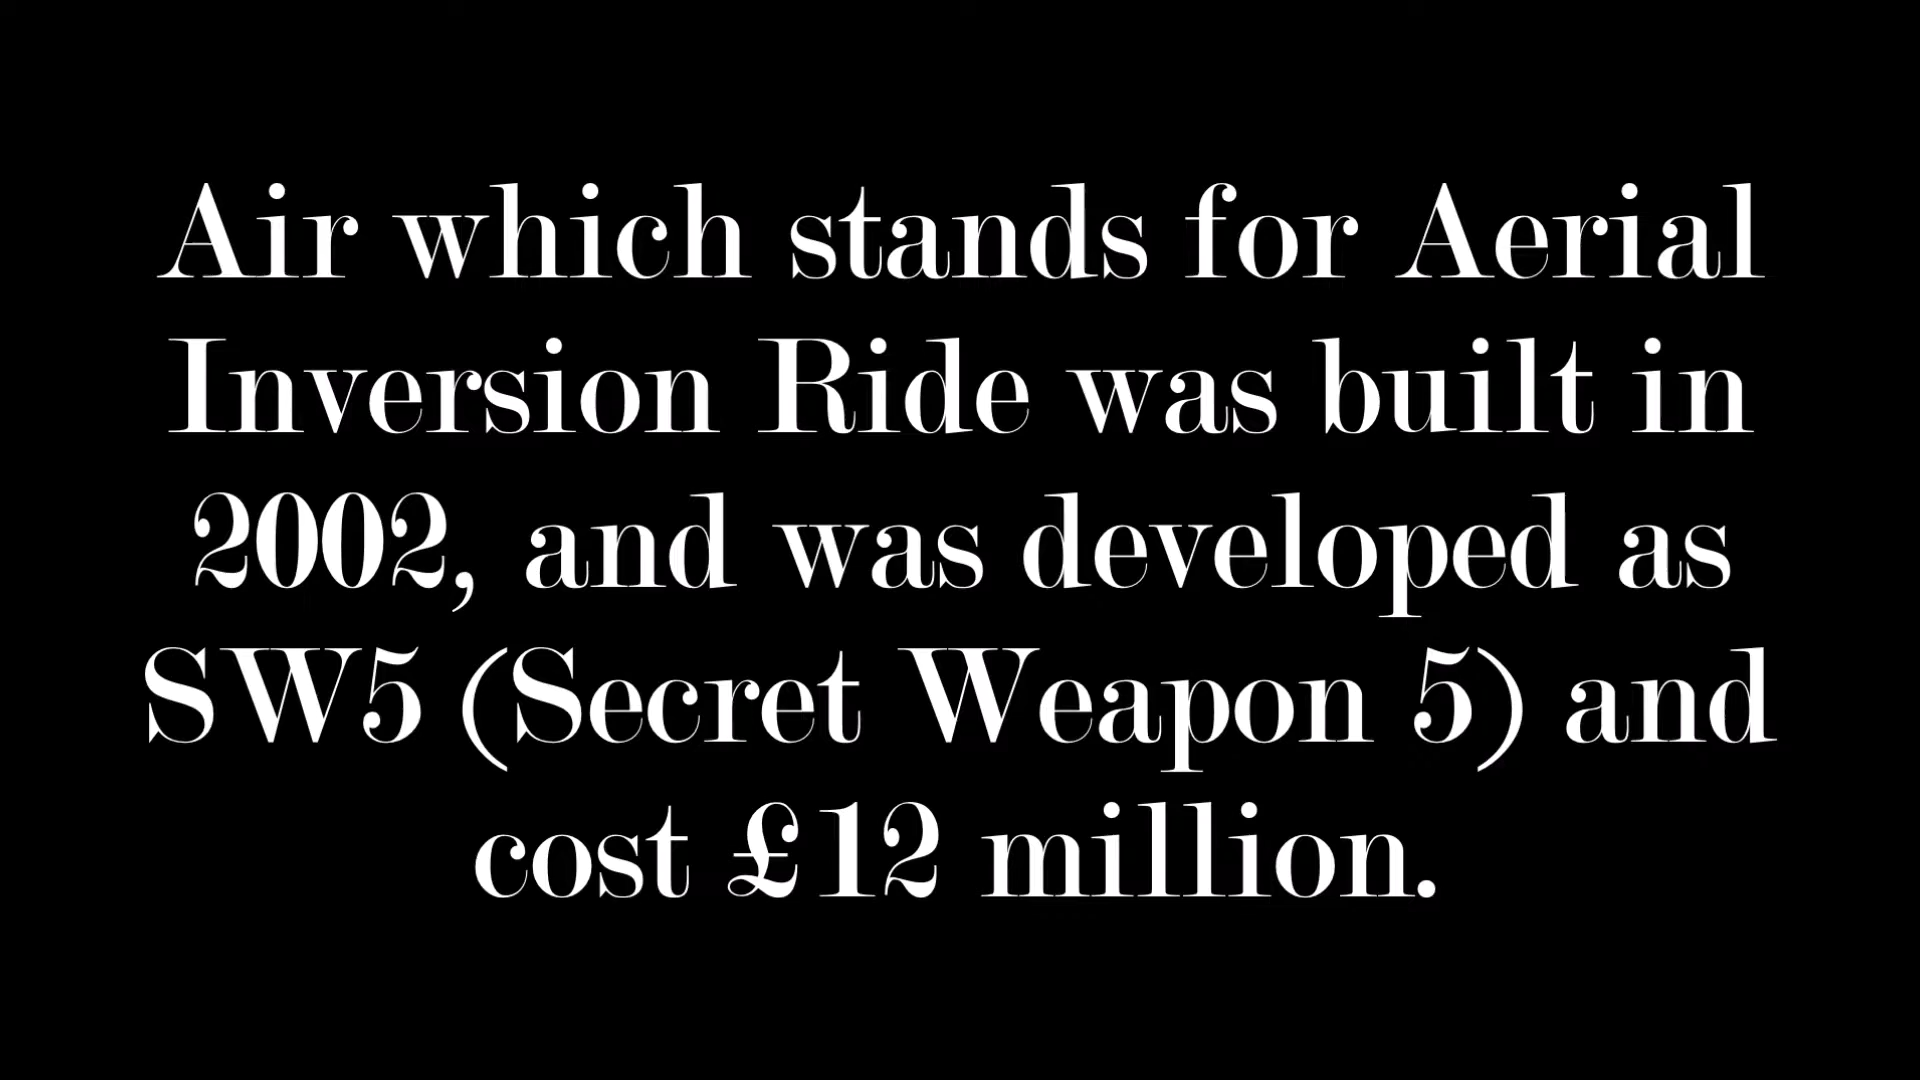 Air which stands for Aerial
Inversion Ride was built in
2002, and was developed as
SW5 (Secret Weapon 5) and
cost £12 million.